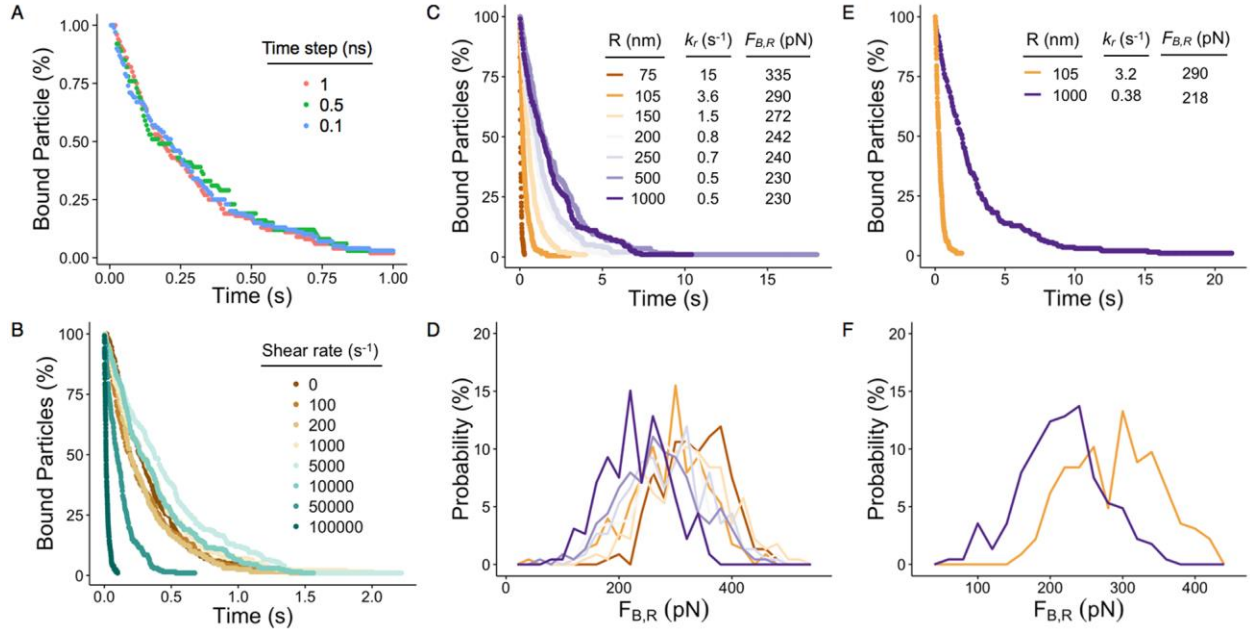 A
1.00
0.75
0.50
0.25
0.00
Bound Particle (%)
0.00 0.25 0.50 0.75 1.00
Time (s)
Time step (ns)
1
0.5
0.1
B
100
75
50
25
0
Bound Particles (%)
0.0 0.5 1.0 1.5 2.0
Time (s)
Shear rate (s⁻¹)
0
100
200
1000
5000
10000
50000
100000
C
100
75
50
25
0
Bound Particles (%)
0 5 10 15
Time (s)
R (nm) kᵣ (s⁻¹) F_B,R (pN)
75 15 335
105 3.6 290
150 1.5 272
200 0.8 242
250 0.7 240
500 0.5 230
1000 0.5 230
D
20
15
10
5
0
Probability (%)
0 200 400
F_B,R (pN)
E
100
75
50
25
0
Bound Particles (%)
0 5 10 15 20
Time (s)
R (nm) kᵣ (s⁻¹) F_B,R (pN)
105 3.2 290
1000 0.38 218
F
20
15
10
5
0
Probability (%)
100 200 300 400
F_B,R (pN)